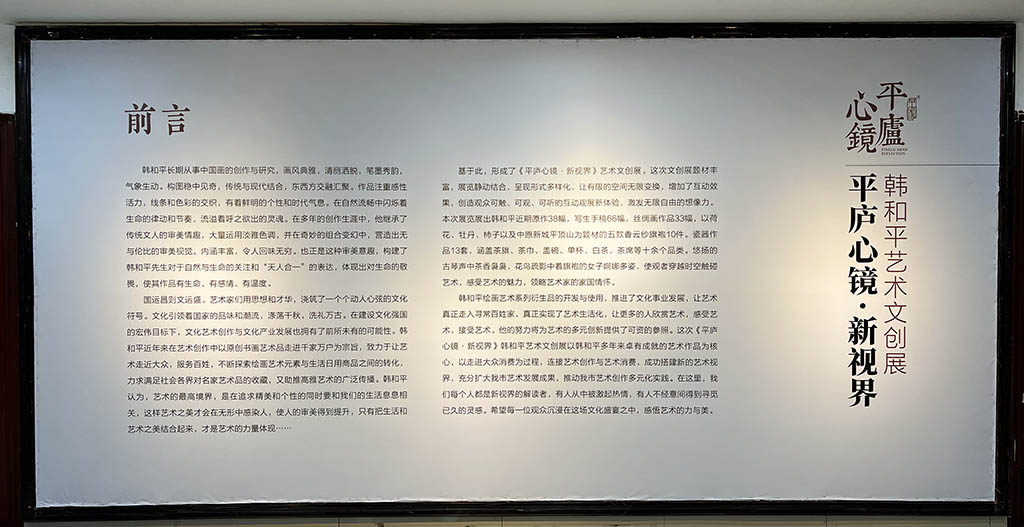 前言
韩和平长期从事中国画的创作与研究，画风典雅，清丽洒脱，笔墨秀韵，
气象生动。构图稳中见奇，传统与现代结合，东西方交融汇聚。作品注重感性
活力，线条和色彩的交织，有着鲜明的个性和时代气息。在自然流畅中闪烁着
生命的律动和节奏，流溢着呼之欲出的灵魂。在多年的创作生涯中，他继承了
传统文人的审美情趣，大量运用淡雅色调，并在奇妙的组合变幻中，营造出无
与伦比的审美视觉，内涵丰富，令人回味无穷。也正是这种审美意趣，构建了
韩和平先生对于自然与生命的关注和“天人合一”的表达，体现出对生命的敬
畏，使其作品有生命、有感情、有温度。
国运昌则文运盛。艺术家们用思想和才华，浇筑了一个个动人心弦的文化
符号。文化引领着国家的品味和潮流，涤荡千秋，洗礼万古。在建设文化强国
的宏伟目标下，文化艺术创作与文化产业发展也拥有了前所未有的可能性。韩
和平近年来在艺术创作中以原创书画艺术品走进千家万户为宗旨，致力于让艺
术走近大众，服务百姓，不断探索绘画艺术元素与生活日用商品之间的转化，
力求满足社会各界对名家艺术品的收藏，又助推高雅艺术的广泛传播。韩和平
认为，艺术的最高境界，是在追求精美和个性的同时要和我们的生活息息相
关，这样艺术之美才会在无形中感染人，使人的审美得到提升，只有把生活和
艺术之美结合起来，才是艺术的力量体现……
基于此，形成了《平庐心境·新视界》艺术文创展。这次文创展题材丰
富，展览静动结合，呈现形式多样化，让有限的空间无限变换，增加了互动效
果，创造观众可触、可观、可听的互动观展新体验，激发无限自由的想像力。
本次展览展出韩和平近期原作38幅，写生手稿66幅，丝绸画作品33幅，以荷
花、牡丹、柿子以及中原新城平顶山为题材的五款香云纱旗袍10件。瓷器作
品13套，涵盖茶旗、茶巾、盖碗、单杯、白茶、茶席等十余个品类。悠扬的
古琴声中茶香袅袅，花鸟疏影中着旗袍的女子婀娜多姿，使观者穿越时空触碰
艺术，感受艺术的魅力，领略艺术家的家国情怀。
韩和平绘画艺术系列衍生品的开发与使用，推进了文化事业发展，让艺术
真正走入寻常百姓家，真正实现了艺术生活化，让更多的人欣赏艺术，感受艺
术，接受艺术，他的努力将为艺术的多元创新提供了可资的参照。这次《平庐
心镜·新视界》韩和平艺术文创展以韩和平多年来卓有成就的艺术作品为核
心，以走进大众消费为过程，连接艺术创作与艺术消费，成功搭建新的艺术视
界，充分扩大我市艺术发展成果，推动我市艺术创作多元化实践。在这里，我
们每个人都是新视界的解读者，有人从中被激起热情，有人不经意间得到寻觅
已久的灵感。希望每一位观众沉浸在这场文化盛宴之中，感悟艺术的力与美。
平廬
心鏡
PINGLU MIND
REFLECTION
韩和平艺术文创展
平庐心镜·新视界